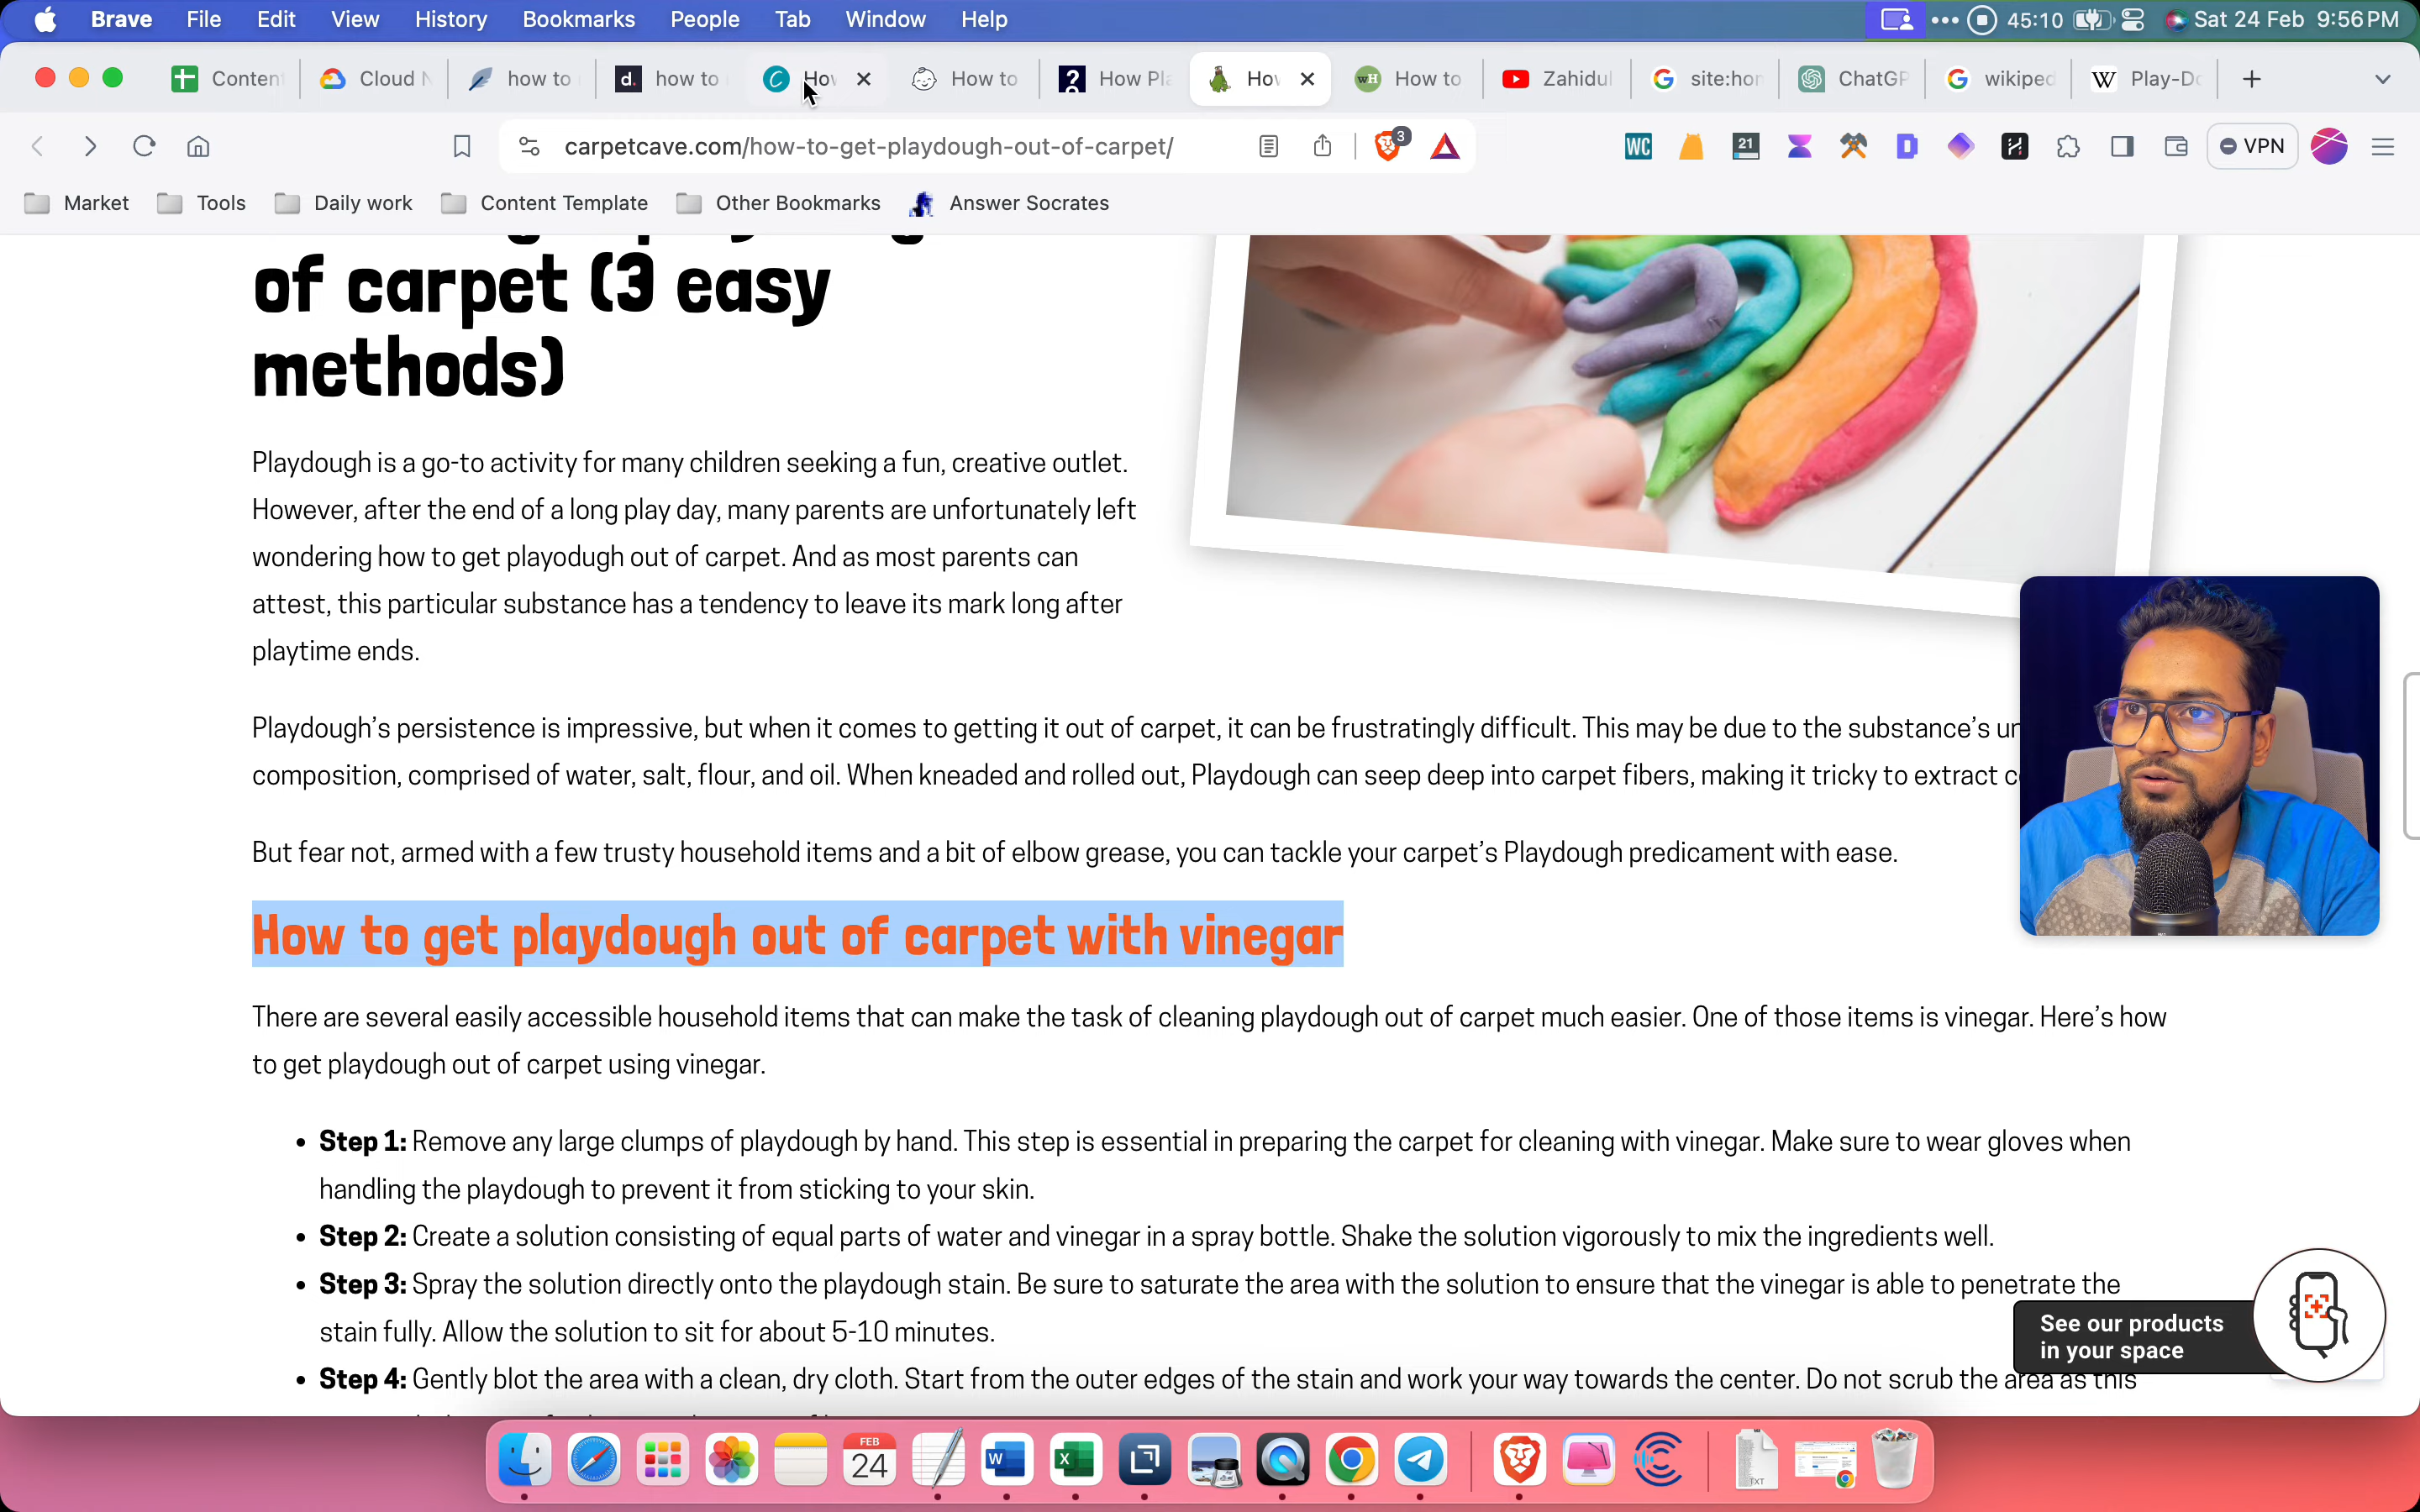 Brave File Edit View History Bookmarks People Tab Window Help 45:10 Sat 24 Feb 9:56 PM
Content Cloud N how to how to How How to How Pla How How to Zahidul site:hon ChatGP wikiped Play-Do
carpetcave.com/how-to-get-playdough-out-of-carpet/ 3 WC 21 VPN
Market Tools Daily work Content Template Other Bookmarks Answer Socrates
of carpet (3 easy
methods)
Playdough is a go-to activity for many children seeking a fun, creative outlet.
However, after the end of a long play day, many parents are unfortunately left
wondering how to get playodugh out of carpet. And as most parents can
attest, this particular substance has a tendency to leave its mark long after
playtime ends.
Playdough’s persistence is impressive, but when it comes to getting it out of carpet, it can be frustratingly difficult. This may be due to the substance’s
composition, comprised of water, salt, flour, and oil. When kneaded and rolled out, Playdough can seep deep into carpet fibers, making it tricky to extract
But fear not, armed with a few trusty household items and a bit of elbow grease, you can tackle your carpet’s Playdough predicament with ease.
How to get playdough out of carpet with vinegar
There are several easily accessible household items that can make the task of cleaning playdough out of carpet much easier. One of those items is vinegar. Here’s how
to get playdough out of carpet using vinegar.
• Step 1: Remove any large clumps of playdough by hand. This step is essential in preparing the carpet for cleaning with vinegar. Make sure to wear gloves when
handling the playdough to prevent it from sticking to your skin.
• Step 2: Create a solution consisting of equal parts of water and vinegar in a spray bottle. Shake the solution vigorously to mix the ingredients well.
• Step 3: Spray the solution directly onto the playdough stain. Be sure to saturate the area with the solution to ensure that the vinegar is able to penetrate the
stain fully. Allow the solution to sit for about 5-10 minutes.
• Step 4: Gently blot the area with a clean, dry cloth. Start from the outer edges of the stain and work your way towards the center. Do not scrub the area as this
See our products
in your space
FEB
24
TXT